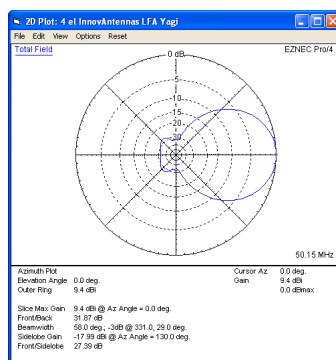 2D Plot: 4 el InnovAntennas LFA Yagi
File Edit View Options Reset
Total Field EZNEC Pro/4
0 dB
-5
-10
-15
-20
-30
50.15 MHz
Azimuth Plot Cursor Az 0.0 deg.
Elevation Angle 0.0 deg. Gain 9.4 dBi
Outer Ring 9.4 dBi 0.0 dBmax
Slice Max Gain 9.4 dBi @ Az Angle = 0.0 deg.
Front/Back 31.87 dB
Beamwidth 58.0 deg.; -3dB @ 331.0, 29.0 deg.
Sidelobe Gain -17.99 dBi @ Az Angle = 130.0 deg.
Front/Sidelobe 27.39 dB